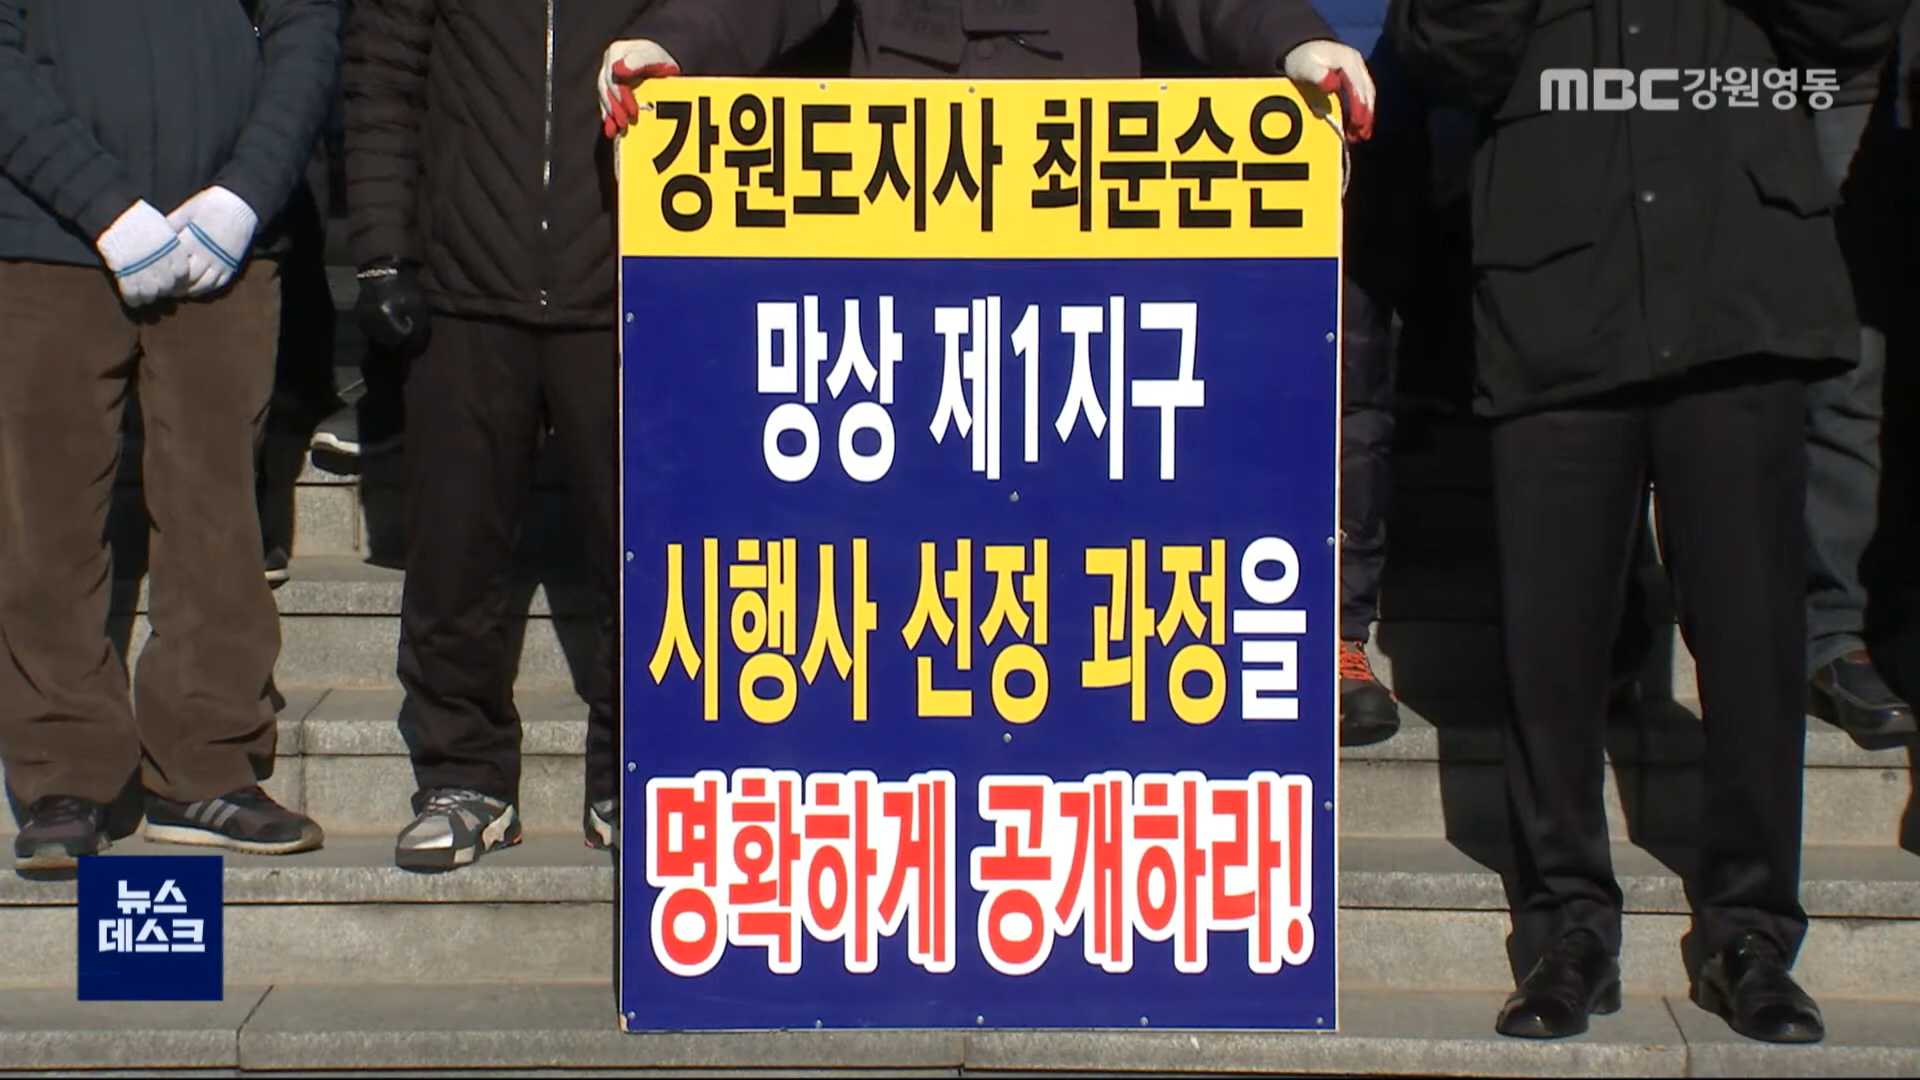 MBC강원영동
강원도지사 최문순은
망상 제1지구
시행사 선정 과정을
명확하게 공개하라!
뉴스
데스크